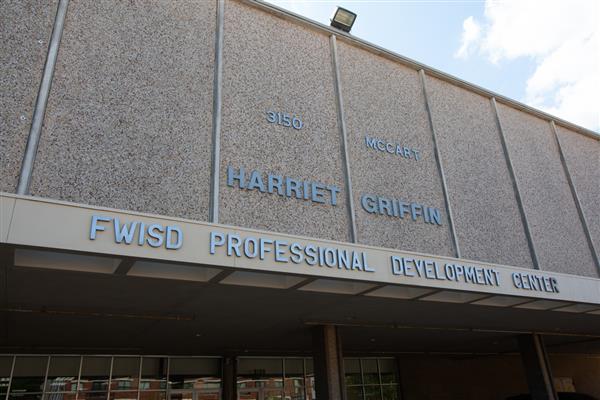 3150 MCCART
HARRIET GRIFFIN
FWISD PROFESSIONAL DEVELOPMENT CENTER